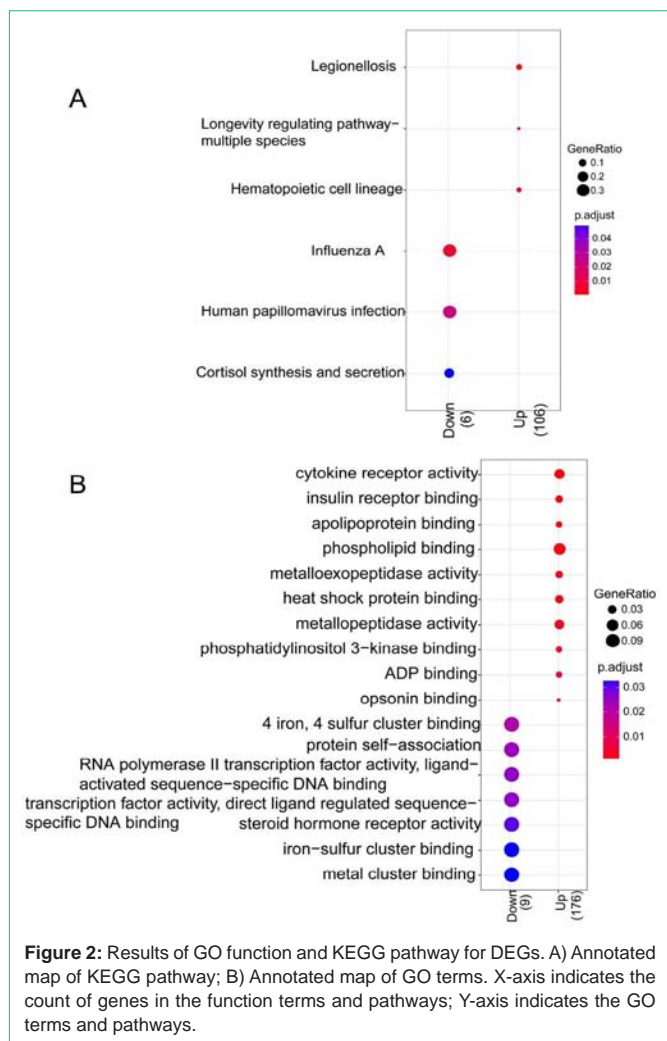 A
Legionellosis
Longevity regulating pathway−
multiple species
Hematopoietic cell lineage
Influenza A
Human papillomavirus infection
Cortisol synthesis and secretion
Down
(6)
Up
(106)
GeneRatio
0.1
0.2
0.3
p.adjust
0.04
0.03
0.02
0.01
B
cytokine receptor activity
insulin receptor binding
apolipoprotein binding
phospholipid binding
metalloexopeptidase activity
heat shock protein binding
metallopeptidase activity
phosphatidylinositol 3−kinase binding
ADP binding
opsonin binding
4 iron, 4 sulfur cluster binding
protein self−association
RNA polymerase II transcription factor activity, ligand−
activated sequence−specific DNA binding
transcription factor activity, direct ligand regulated sequence−
specific DNA binding
steroid hormone receptor activity
iron−sulfur cluster binding
metal cluster binding
Down
(9)
Up
(176)
GeneRatio
0.03
0.06
0.09
p.adjust
0.03
0.02
0.01
Figure 2: Results of GO function and KEGG pathway for DEGs. A) Annotated
map of KEGG pathway; B) Annotated map of GO terms. X-axis indicates the
count of genes in the function terms and pathways; Y-axis indicates the GO
terms and pathways.